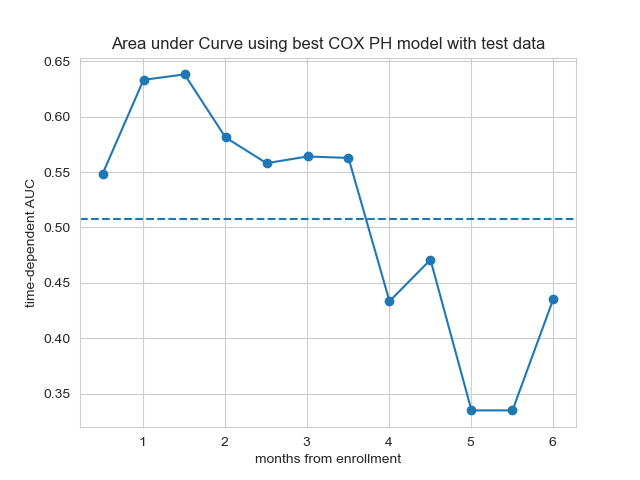 Area under Curve using best COX PH model with test data
0.65
0.60
0.55
0.50
0.45
0.40
0.35
time-dependent AUC
1 2 3 4 5 6
months from enrollment